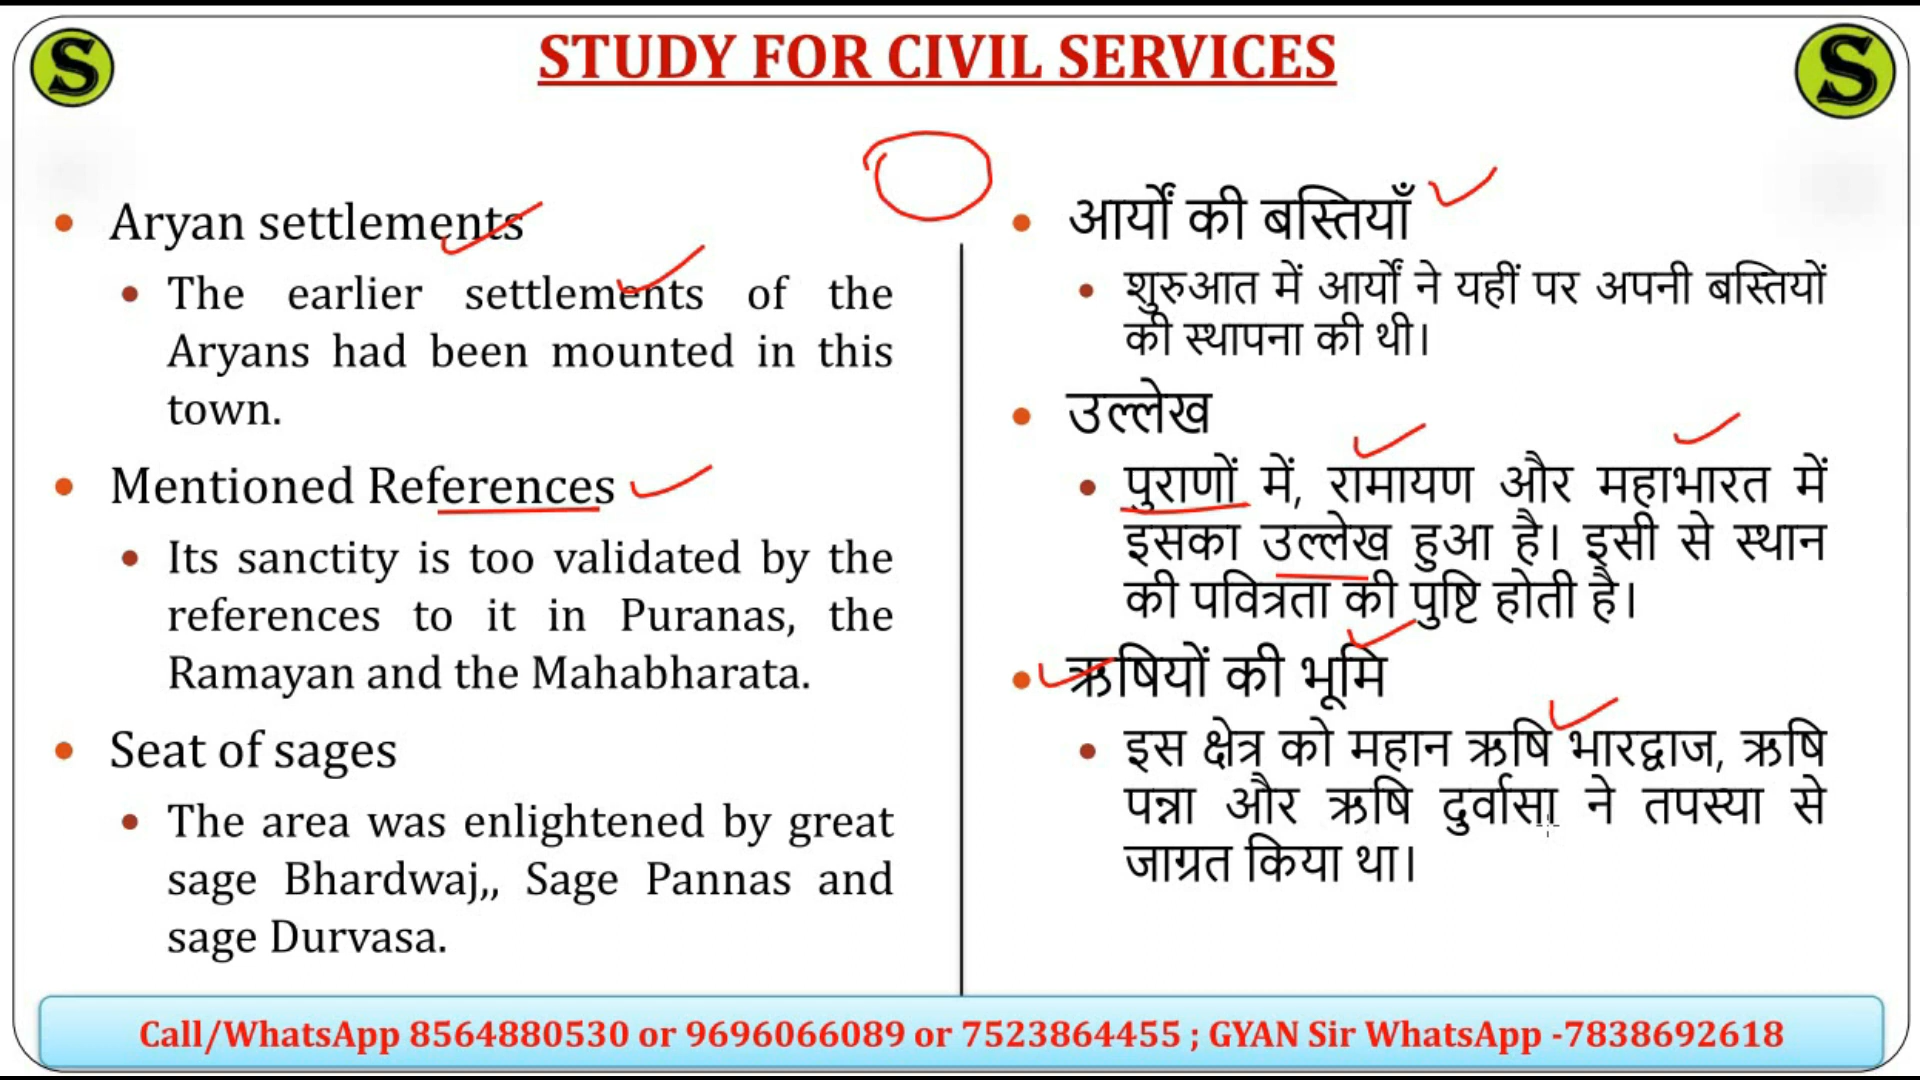 STUDY FOR CIVIL SERVICES
S
S
Aryan settlements
The earlier settlements of the
Aryans had been mounted in this
town.
Mentioned References
Its sanctity is too validated by the
references to it in Puranas, the
Ramayan and the Mahabharata.
Seat of sages
The area was enlightened by great
sage Bhardwaj,, Sage Pannas and
sage Durvasa.
आर्यों की बस्तियाँ
शुरुआत में आर्यों ने यहीं पर अपनी बस्तियों
की स्थापना की थी।
उल्लेख
पुराणों में, रामायण और महाभारत में
इसका उल्लेख हुआ है। इसी से स्थान
की पवित्रता की पुष्टि होती है।
ऋषियों की भूमि
इस क्षेत्र को महान ऋषि भारद्वाज, ऋषि
पन्ना और ऋषि दुर्वासा ने तपस्या से
जाग्रत किया था।
Call/WhatsApp 8564880530 or 9696066089 or 7523864455 ; GYAN Sir WhatsApp -7838692618